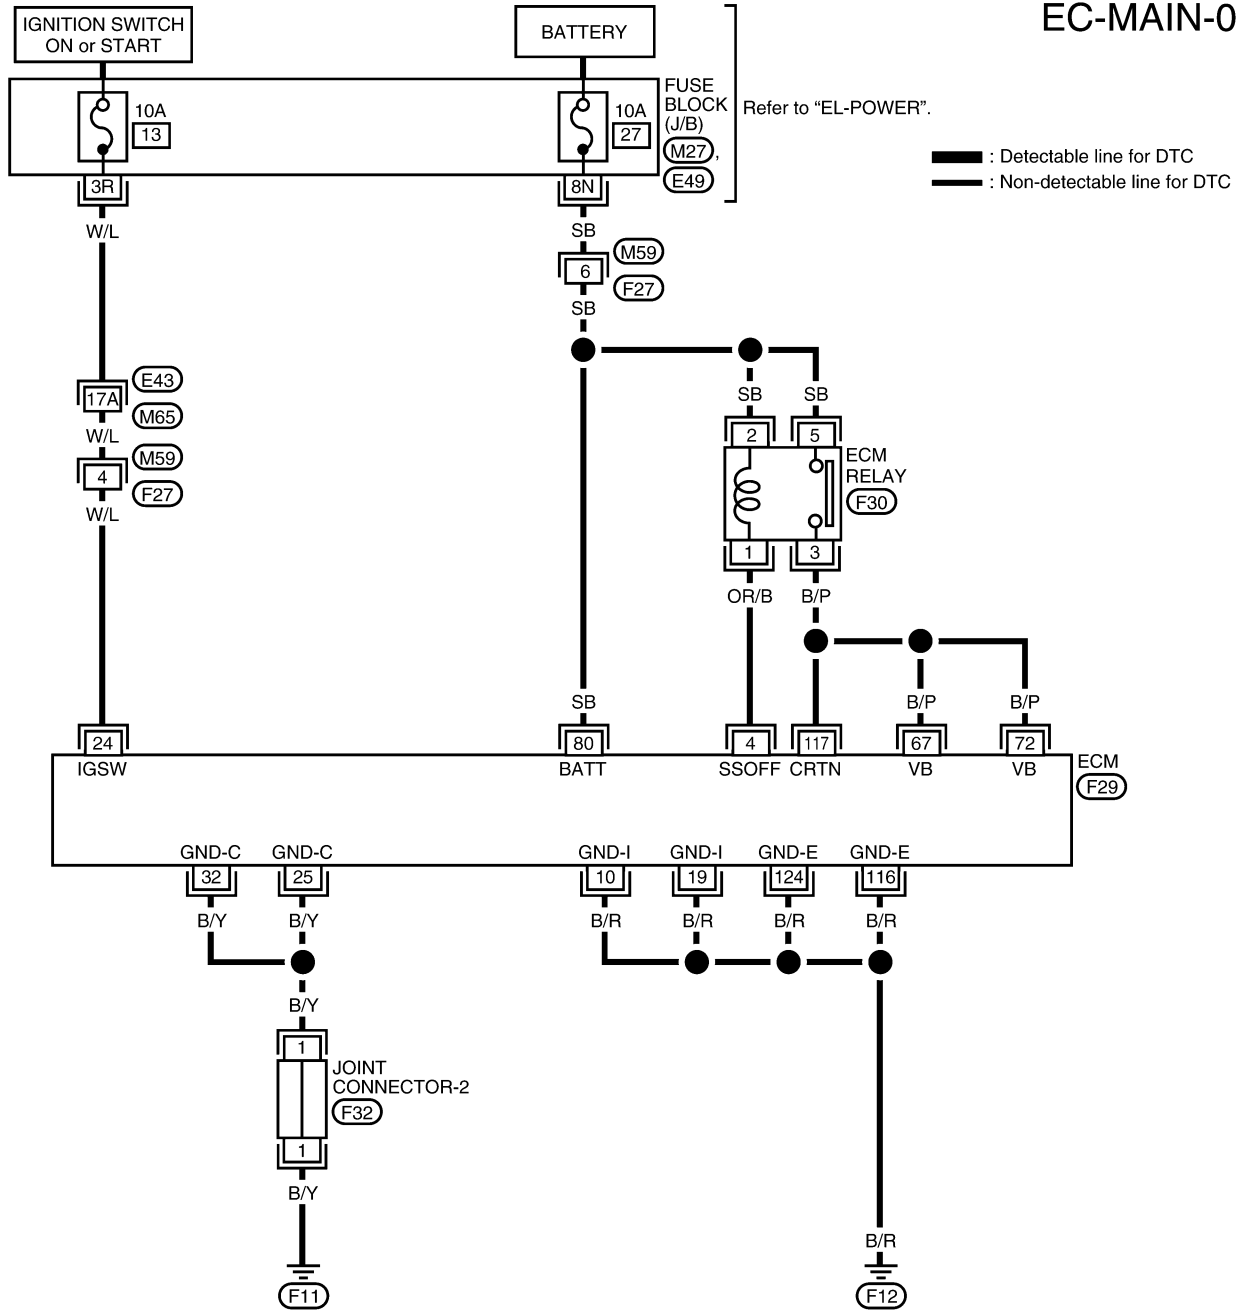 EC-MAIN-0
IGNITION SWITCH
ON or START
BATTERY
10A
13
10A
27
FUSE
BLOCK
(J/B)
M27 ,
E49
Refer to “EL-POWER”.
: Detectable line for DTC
: Non-detectable line for DTC
3R
8N
W/L
SB
6
M59
F27
SB
17A
E43
M65
W/L
4
M59
F27
W/L
SB
SB
2
5
ECM
RELAY
F30
1
3
OR/B
B/P
SB
B/P
B/P
24
80
4
117
67
72
IGSW
BATT
SSOFF
CRTN
VB
VB
ECM
F29
GND-C
GND-C
GND-I
GND-I
GND-E
GND-E
32
25
10
19
124
116
B/Y
B/Y
B/R
B/R
B/R
B/R
B/Y
1
JOINT
CONNECTOR-2
F32
1
B/Y
B/R
F11
F12